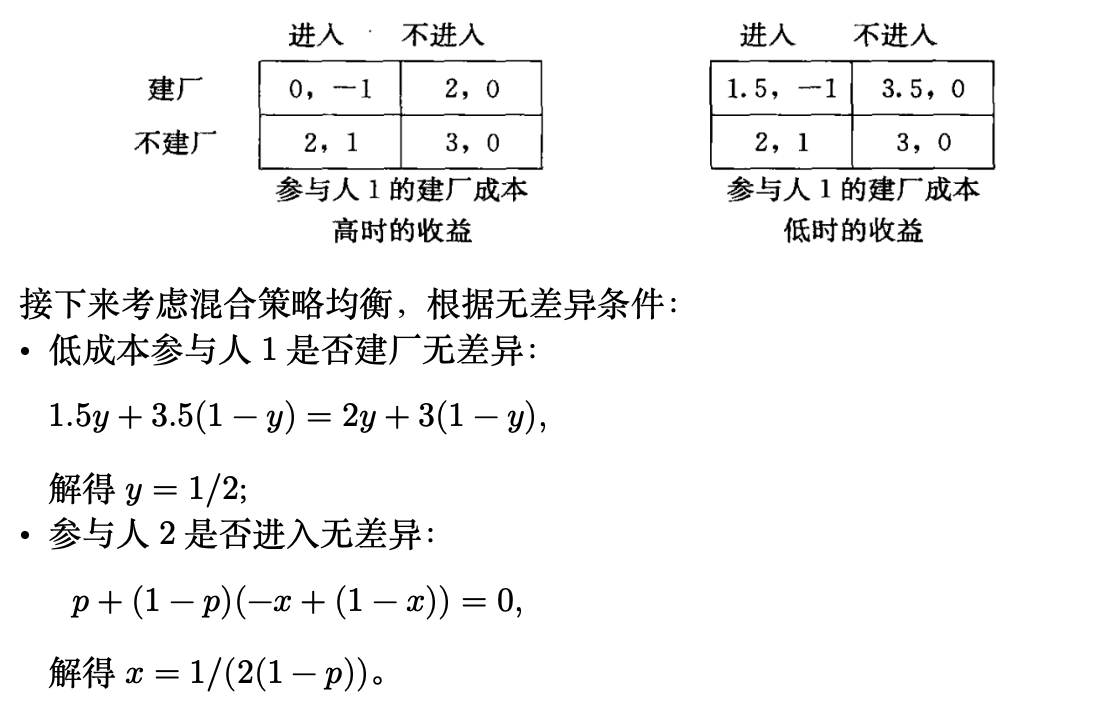 进入 不进入 进入 不进入
建厂 0，-1 2，0 1.5，-1 3.5，0
不建厂 2，1 3，0 2，1 3，0
参与人1的建厂成本 参与人1的建厂成本
高时的收益 低时的收益
接下来考虑混合策略均衡，根据无差异条件：
• 低成本参与人 1 是否建厂无差异：
1.5y + 3.5(1 − y) = 2y + 3(1 − y),
解得 y = 1/2;
• 参与人 2 是否进入无差异：
p + (1 − p)(−x + (1 − x)) = 0,
解得 x = 1/(2(1 − p))。